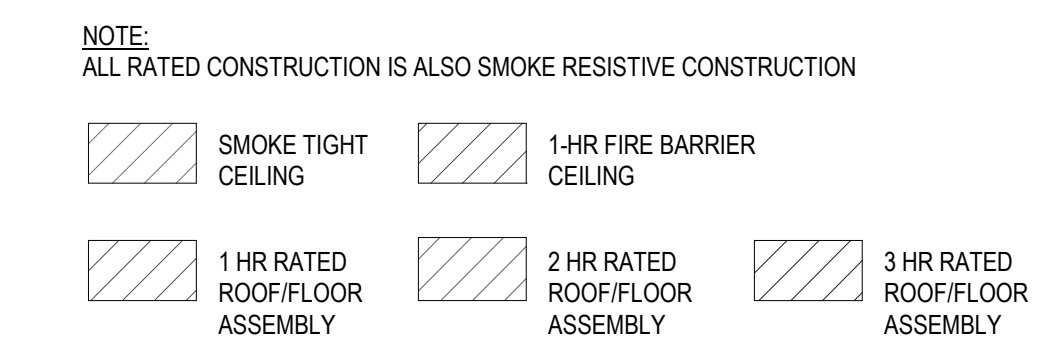 NOTE:
ALL RATED CONSTRUCTION IS ALSO SMOKE RESISTIVE CONSTRUCTION
SMOKE TIGHT
CEILING
1-HR FIRE BARRIER
CEILING
1 HR RATED
ROOF/FLOOR
ASSEMBLY
2 HR RATED
ROOF/FLOOR
ASSEMBLY
3 HR RATED
ROOF/FLOOR
ASSEMBLY